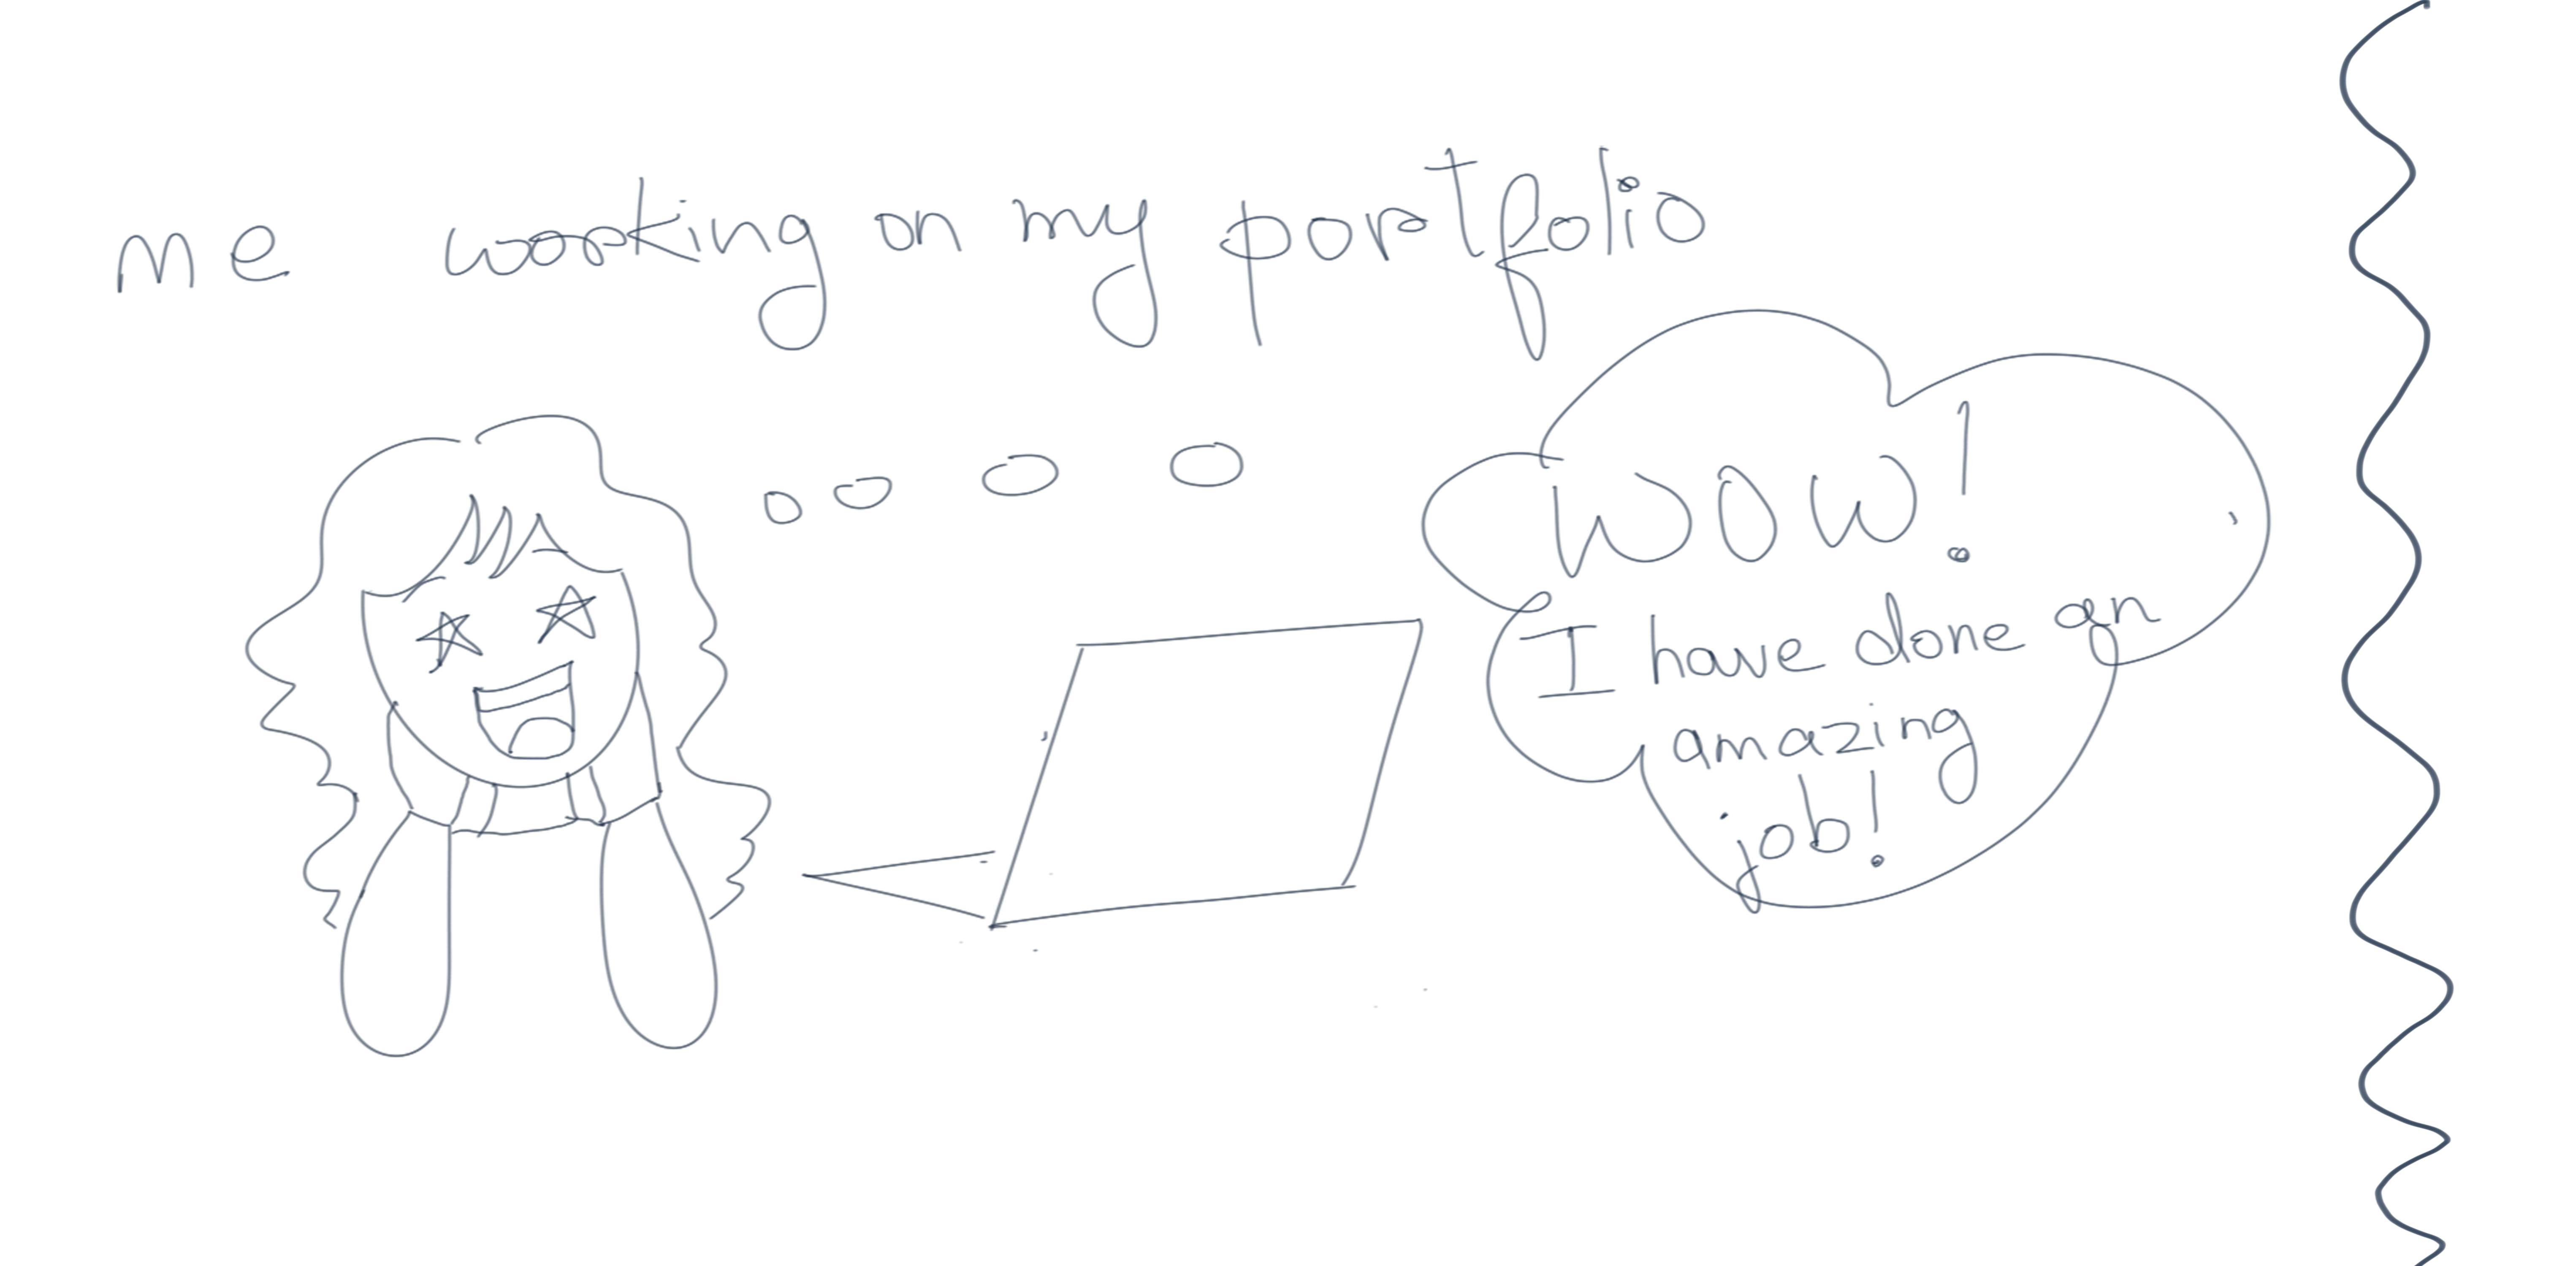 me working on my portfolio
WOW!
I have done an
amazing
job!